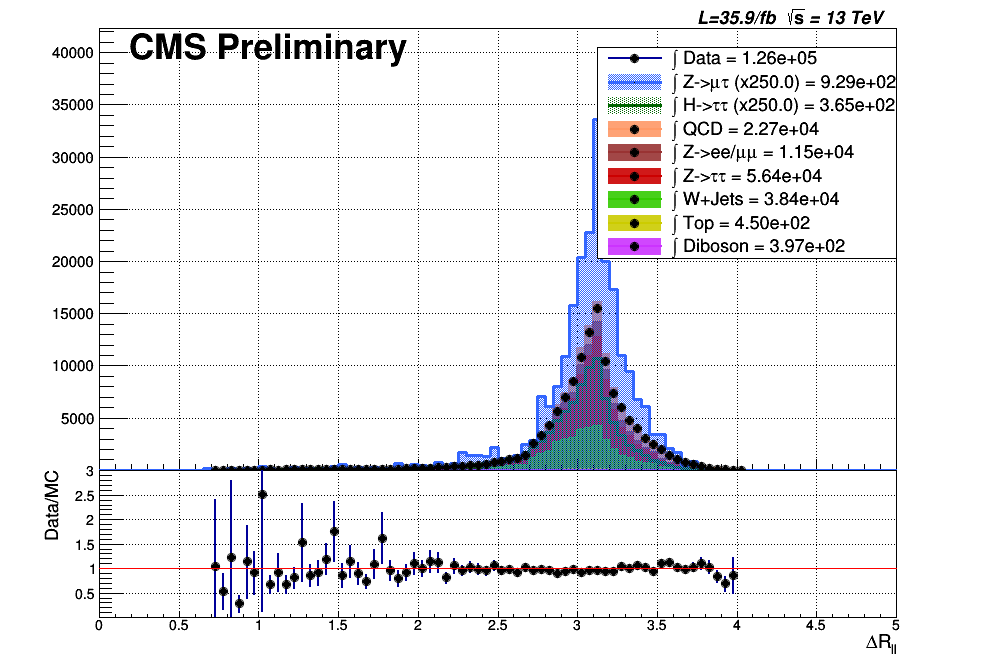 L=35.9/fb √s = 13 TeV
CMS Preliminary
40000
35000
30000
25000
20000
15000
10000
5000
∫ Data = 1.26e+05
∫ Z->μτ (x250.0) = 9.29e+02
∫ H->ττ (x250.0) = 3.65e+02
∫ QCD = 2.27e+04
∫ Z->ee/μμ = 1.15e+04
∫ Z->ττ = 5.64e+04
∫ W+Jets = 3.84e+04
∫ Top = 4.50e+02
∫ Diboson = 3.97e+02
Data/MC
3
2.5
2
1.5
1
0.5
0 0.5 1 1.5 2 2.5 3 3.5 4 4.5 5
ΔR||